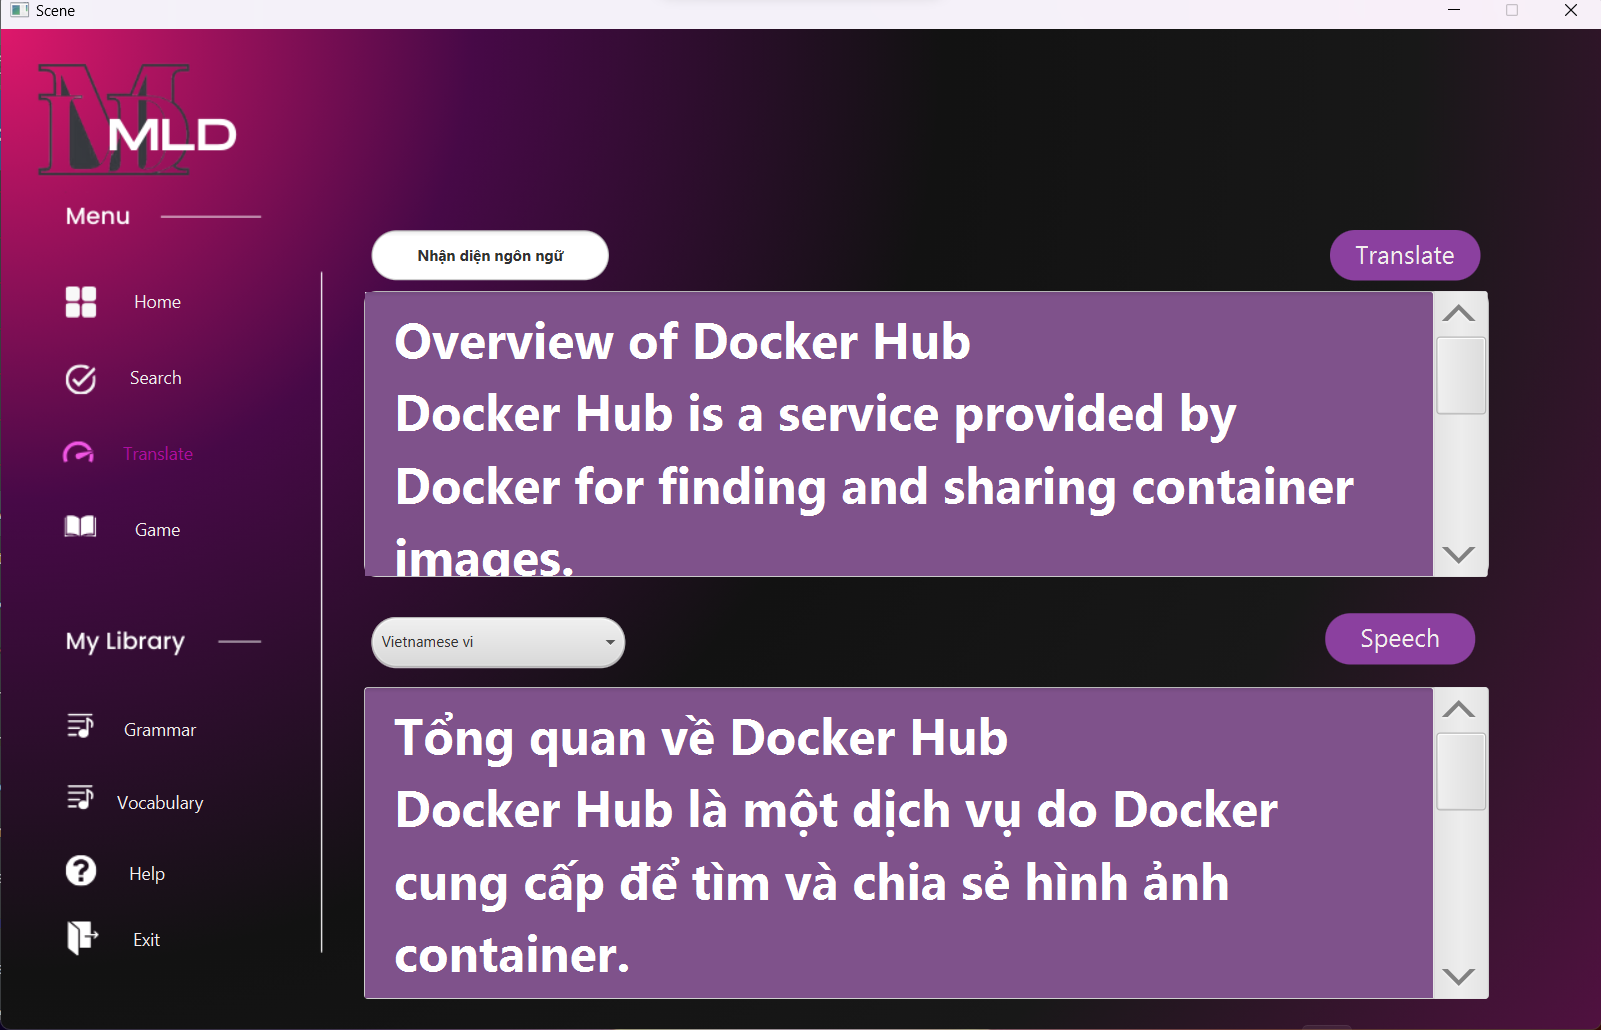 Scene
MLD
Menu
Home
Search
Translate
Game
My Library
Grammar
Vocabulary
Help
Exit
Nhận diện ngôn ngữ
Translate
Overview of Docker Hub
Docker Hub is a service provided by
Docker for finding and sharing container
images.
Vietnamese vi
Speech
Tổng quan về Docker Hub
Docker Hub là một dịch vụ do Docker
cung cấp để tìm và chia sẻ hình ảnh
container.